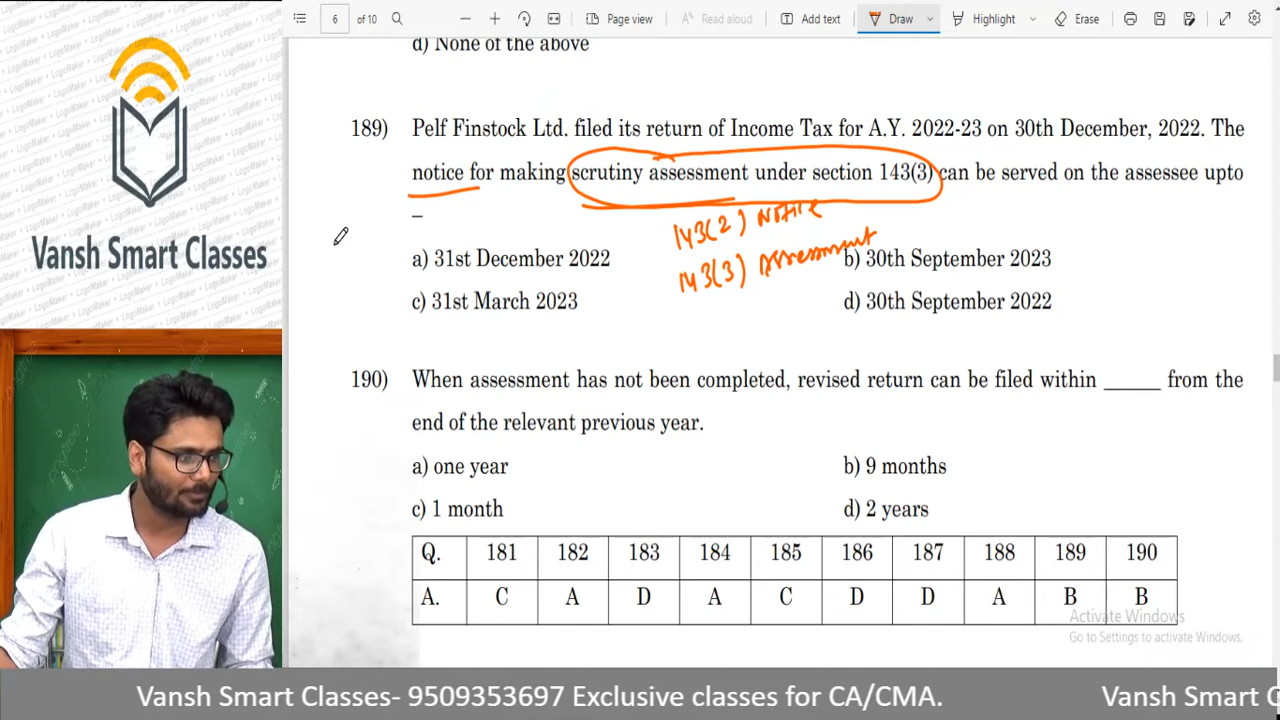 6 of 10 Page view Read aloud Add text Draw Highlight Erase
d) None of the above
189) Pelf Finstock Ltd. filed its return of Income Tax for A.Y. 2022-23 on 30th December, 2022. The
notice for making scrutiny assessment under section 143(3) can be served on the assessee upto
–
143(2) Notice
143(3) Assessment
a) 31st December 2022 b) 30th September 2023
c) 31st March 2023 d) 30th September 2022
190) When assessment has not been completed, revised return can be filed within _____ from the
end of the relevant previous year.
a) one year b) 9 months
c) 1 month d) 2 years
Q. 181 182 183 184 185 186 187 188 189 190
A. C A D A C D D A B B
Activate Windows
Go to Settings to activate Windows.
Vansh Smart Classes
Vansh Smart Classes- 9509353697 Exclusive classes for CA/CMA. Vansh Smart C